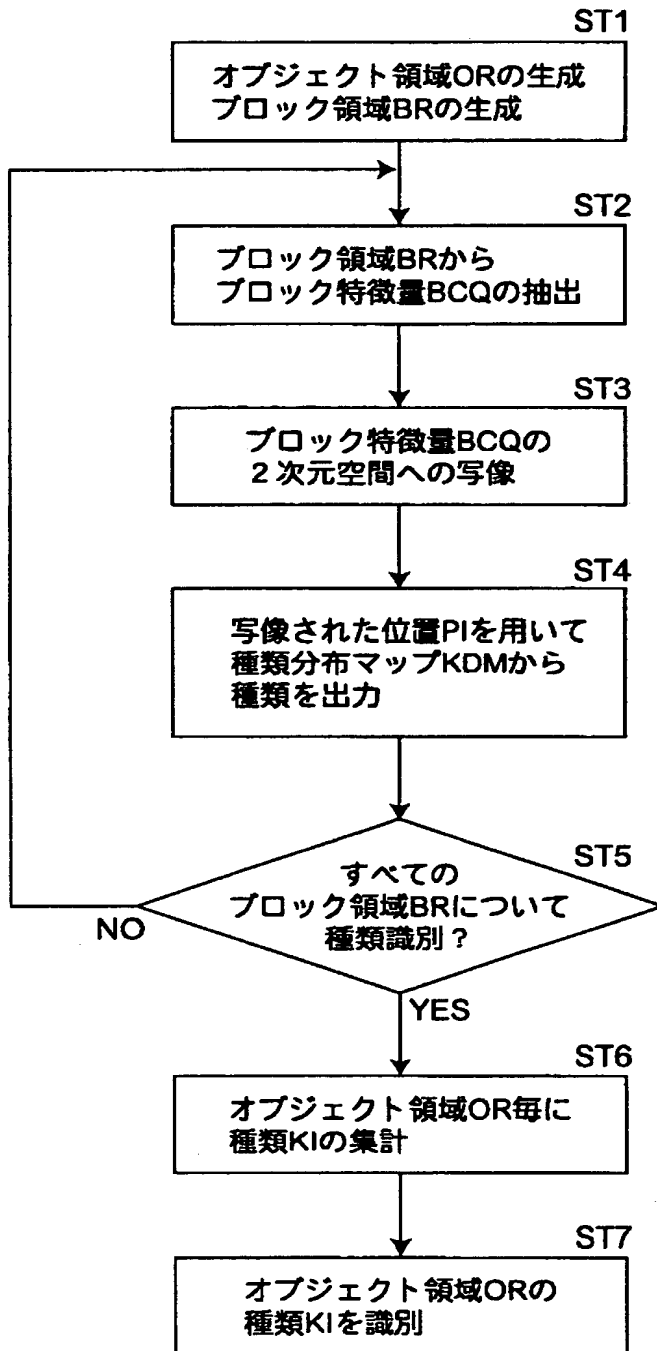 ST1
オブジェクト領域ORの生成
ブロック領域BRの生成
ST2
ブロック領域BRから
ブロック特徴量BCQの抽出
ST3
ブロック特徴量BCQの
2次元空間への写像
ST4
写像された位置PIを用いて
種類分布マップKDMから
種類を出力
ST5
すべての
ブロック領域BRについて
種類識別?
NO
YES
ST6
オブジェクト領域OR毎に
種類KIの集計
ST7
オブジェクト領域ORの
種類KIを識別